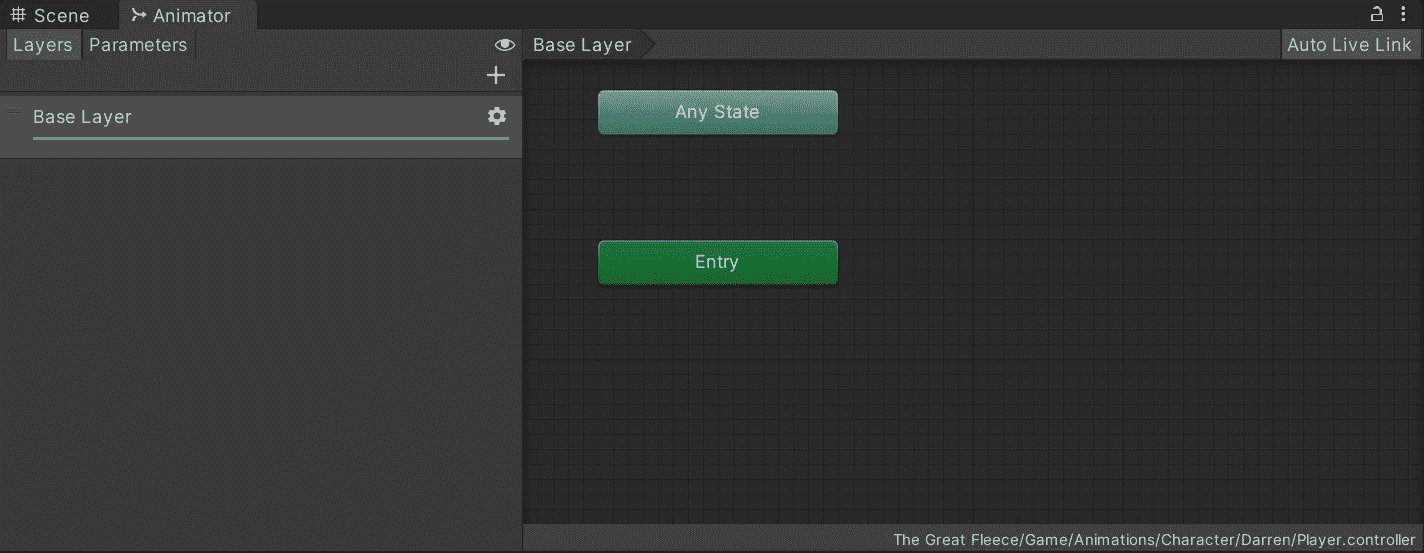 Scene Animator
Layers Parameters
Base Layer
Auto Live Link
Base Layer
Any State
Entry
The Great Fleece/Game/Animations/Character/Darren/Player.controller